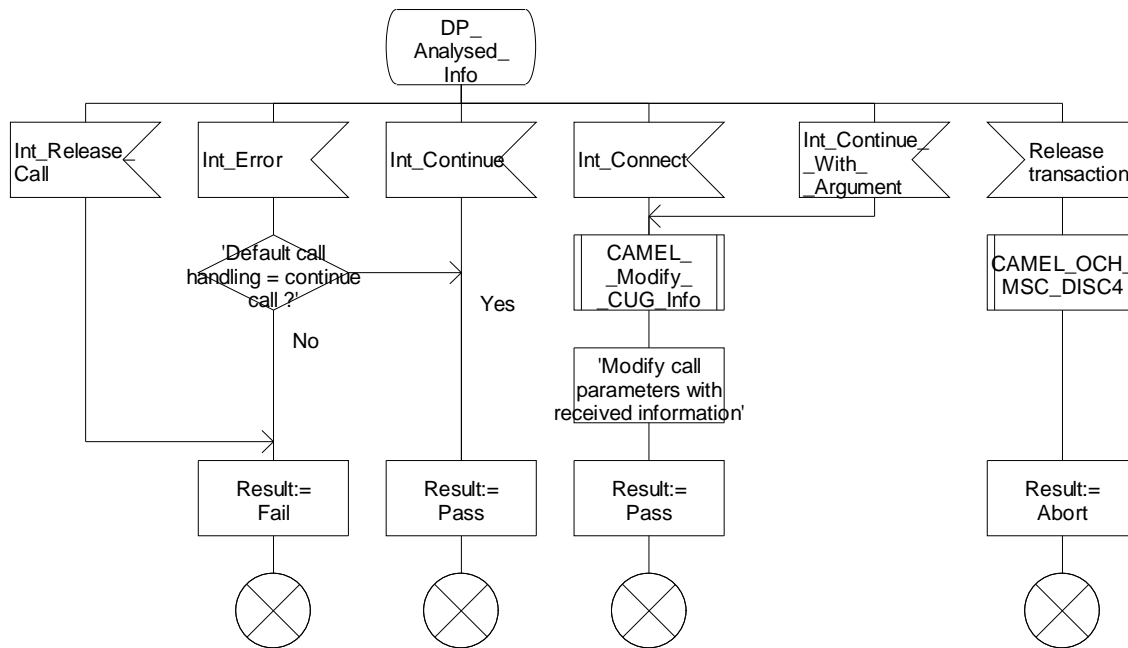 DP_
Analysed_
Info
Int_Release_
Call
Int_Error
Int_Continue
Int_Connect
Int_Continue_
_With_
_Argument
Release
transaction
'Default call
handling = continue
call ?'
Yes
No
CAMEL_
_Modify_
_CUG_Info
CAMEL_OCH_
MSC_DISC4
'Modify call
parameters with
received information'
Result:=
Fail
Result:=
Pass
Result:=
Pass
Result:=
Abort